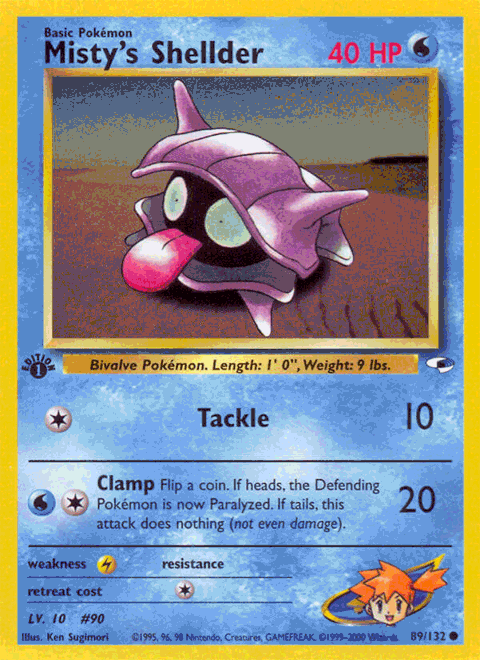 Basic Pokémon
Misty's Shellder 40 HP
EDITION
1
Bivalve Pokémon. Length: 1' 0", Weight: 9 lbs.
Tackle 10
Clamp Flip a coin. If heads, the Defending
Pokémon is now Paralyzed. If tails, this
attack does nothing (not even damage).
20
weakness resistance
retreat cost
LV. 10 #90
Illus. Ken Sugimori ©1995, 96, 98 Nintendo, Creatures, GAMEFREAK. ©1999–2000 Wizards. 89/132